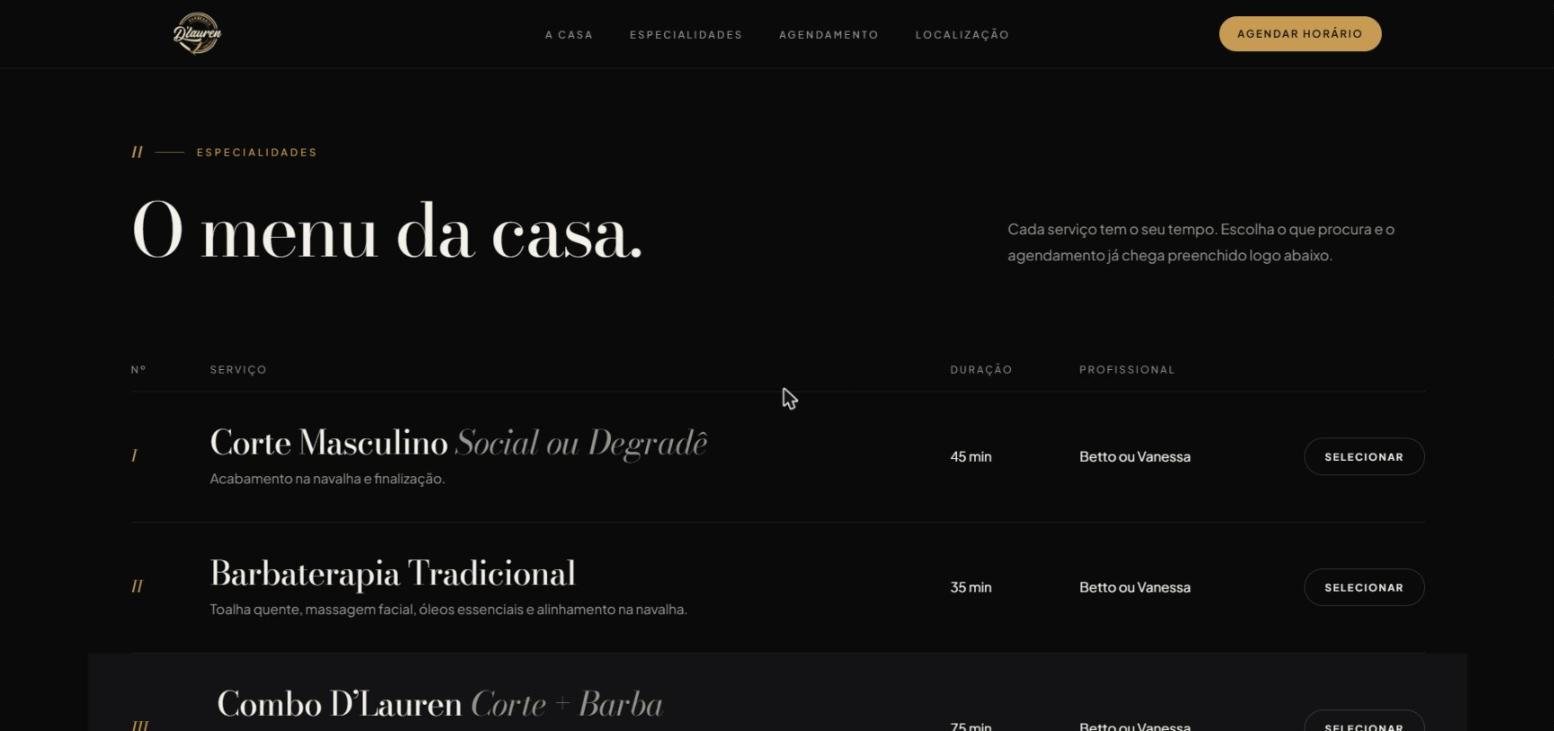 D'lauren
A CASA ESPECIALIDADES AGENDAMENTO LOCALIZAÇÃO AGENDAR HORÁRIO
II ESPECIALIDADES
O menu da casa.
Cada serviço tem o seu tempo. Escolha o que procura e o
agendamento já chega preenchido logo abaixo.
Nº SERVIÇO DURAÇÃO PROFISSIONAL
I Corte Masculino Social ou Degradê 45 min Betto ou Vanessa SELECIONAR
Acabamento na navalha e finalização.
II Barbaterapia Tradicional 35 min Betto ou Vanessa SELECIONAR
Toalha quente, massagem facial, óleos essenciais e alinhamento na navalha.
III Combo D’Lauren Corte + Barba 75 min Betto ou Vanessa SELECIONAR